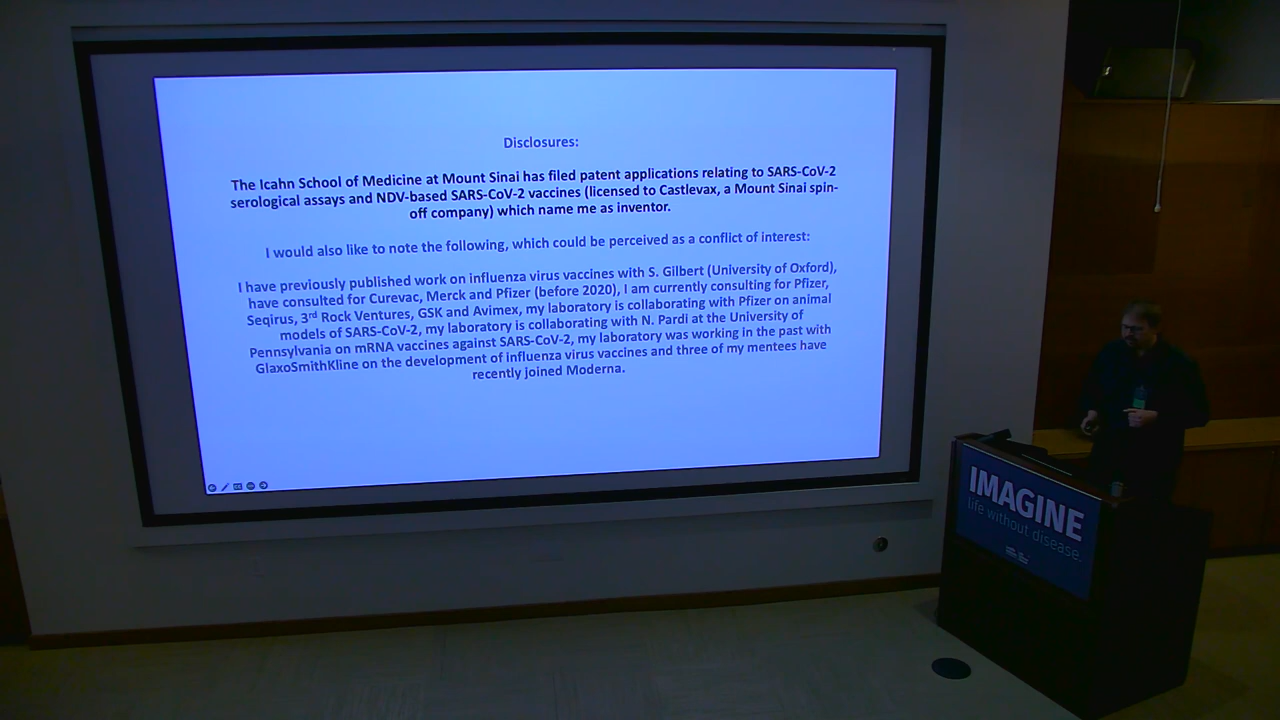 Disclosures:
The Icahn School of Medicine at Mount Sinai has filed patent applications relating to SARS-CoV-2
serological assays and NDV-based SARS-CoV-2 vaccines (licensed to Castlevax, a Mount Sinai spin-
off company) which name me as inventor.
I would also like to note the following, which could be perceived as a conflict of interest:
I have previously published work on influenza virus vaccines with S. Gilbert (University of Oxford),
have consulted for Curevac, Merck and Pfizer (before 2020), I am currently consulting for Pfizer,
Seqirus, 3rd Rock Ventures, GSK and Avimex, my laboratory is collaborating with Pfizer on animal
models of SARS-CoV-2, my laboratory is collaborating with N. Pardi at the University of
Pennsylvania on mRNA vaccines against SARS-CoV-2, my laboratory was working in the past with
GlaxoSmithKline on the development of influenza virus vaccines and three of my mentees have
recently joined Moderna.
IMAGINE
life without disease.